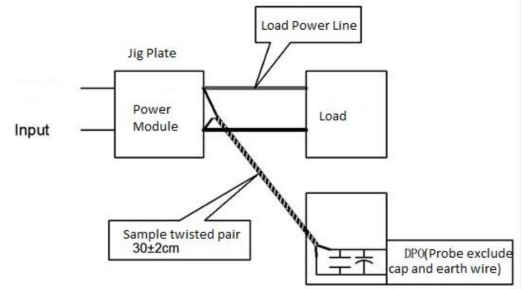 Load Power Line
Jig Plate
Power
Module
Load
Input
Sample twisted pair
30±2cm
DPO(Probe exclude
cap and earth wire)